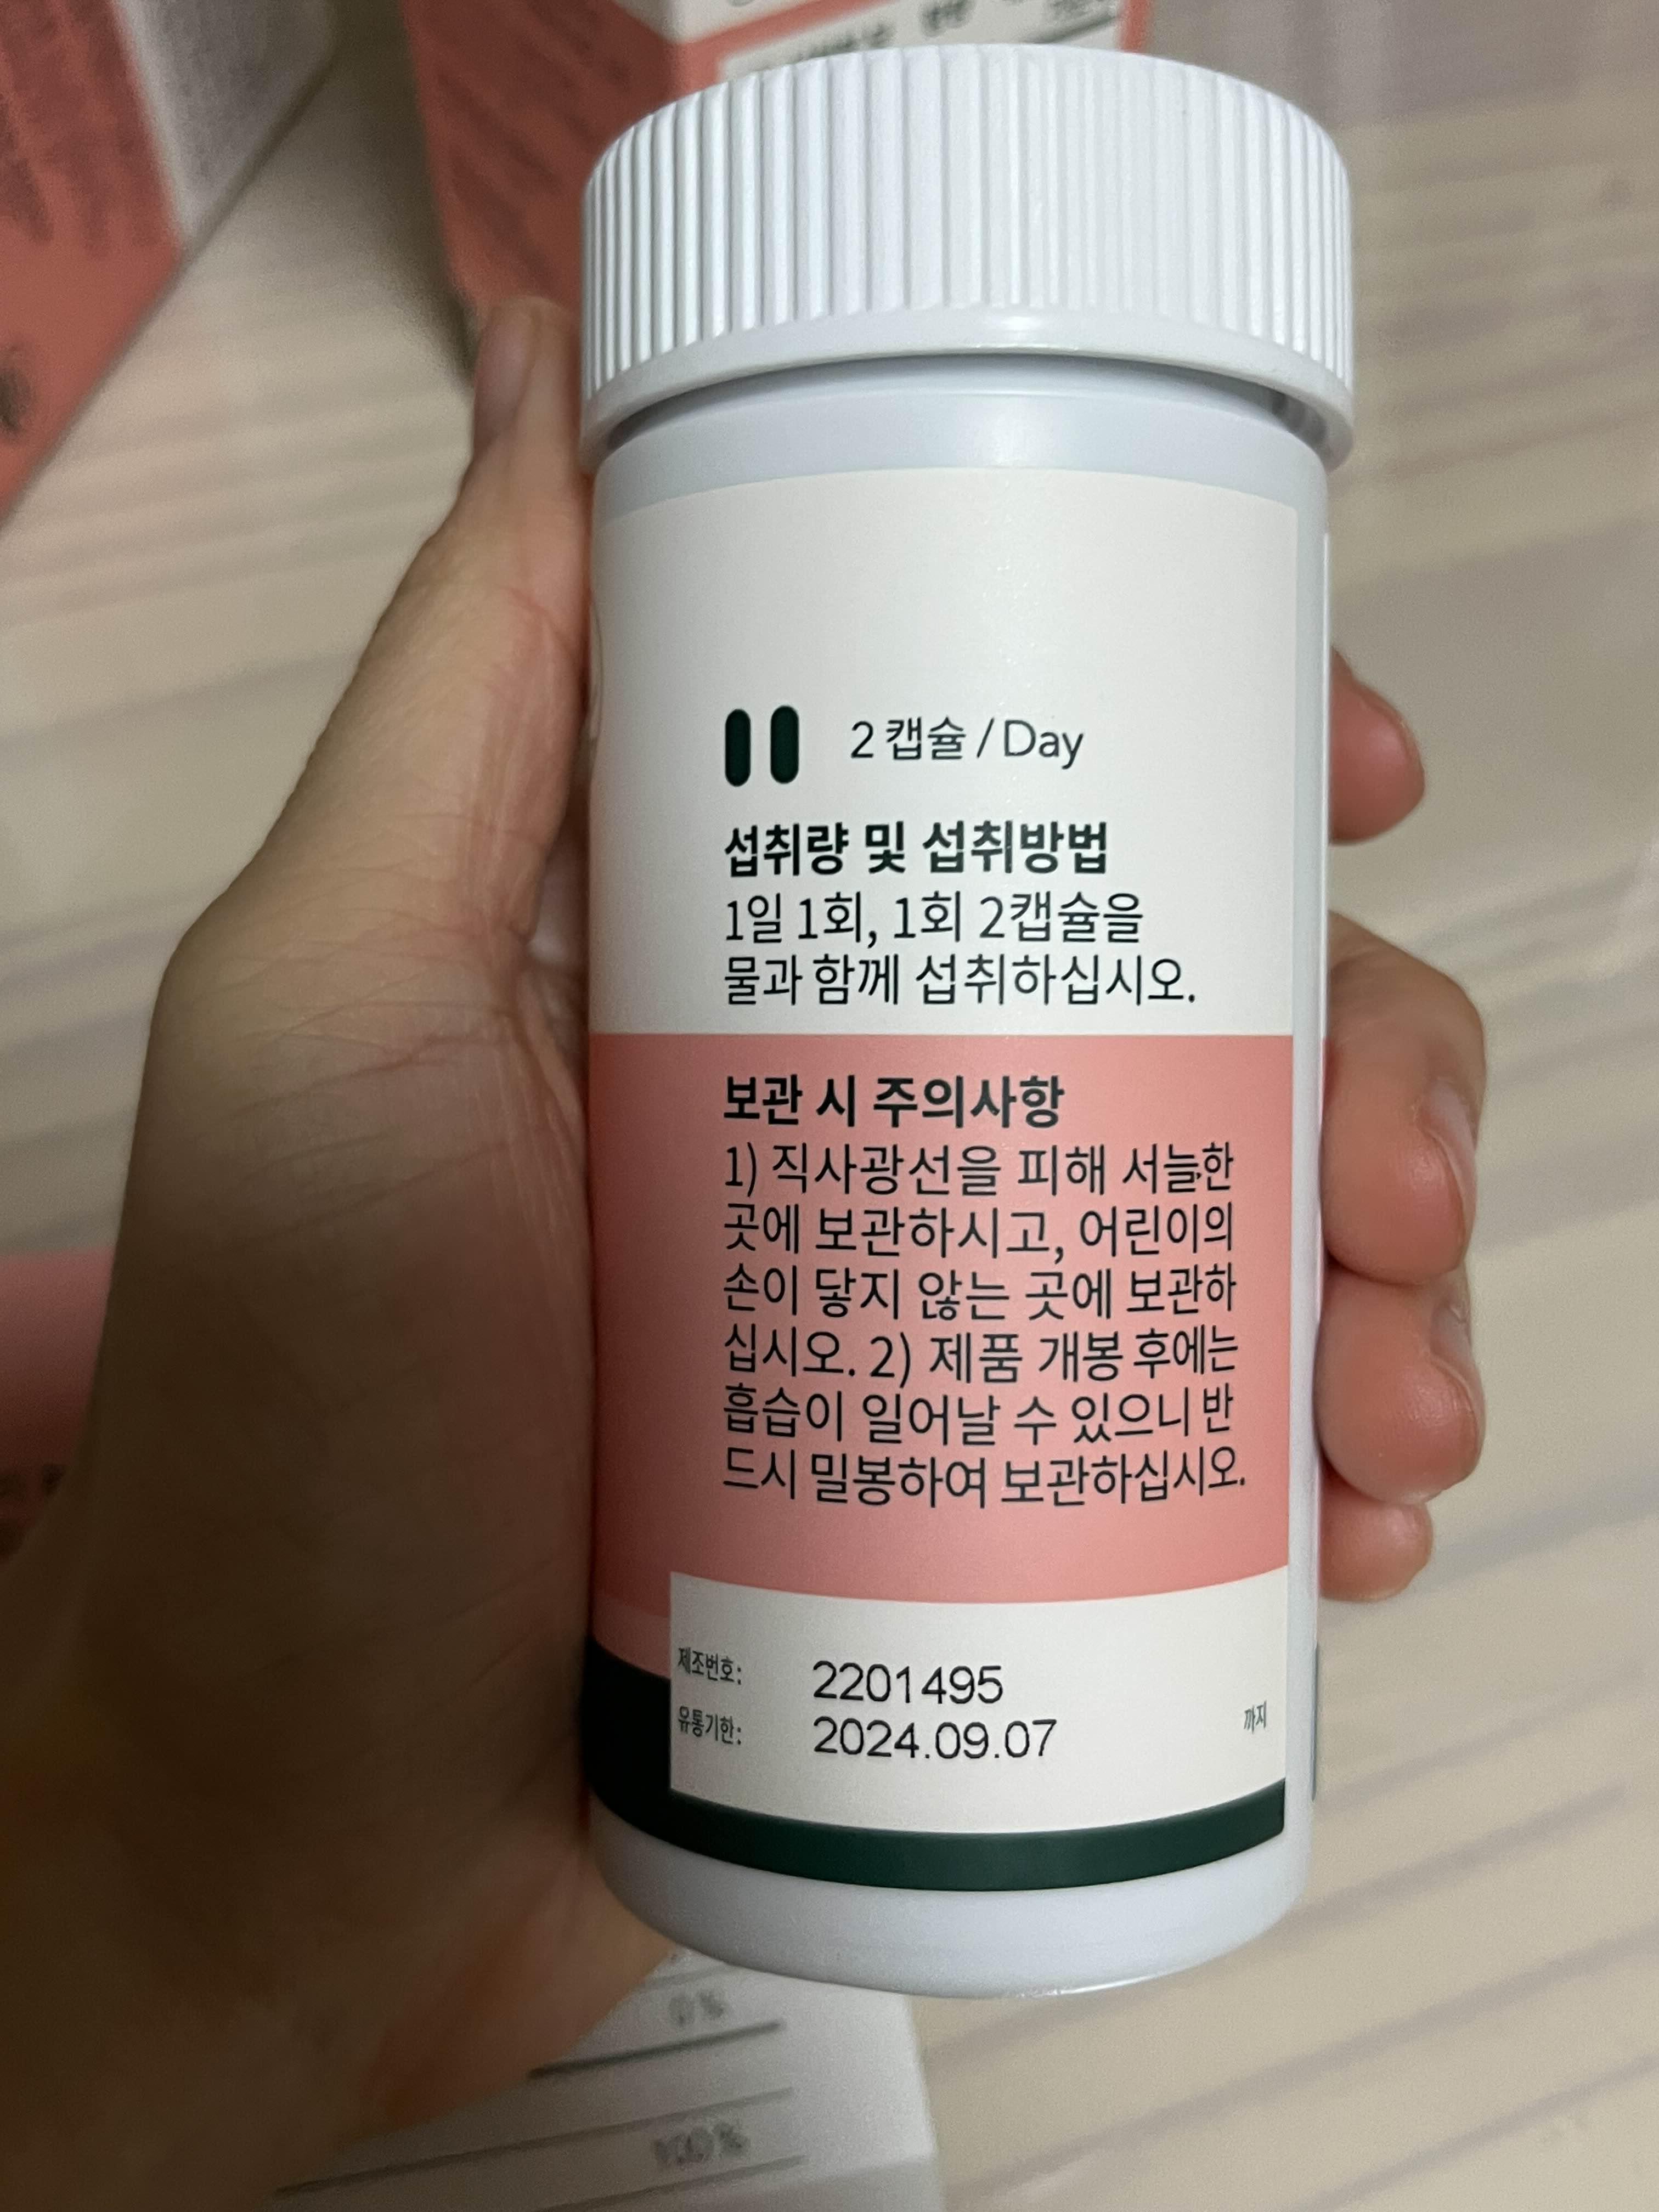 2 캡슐 / Day
섭취량 및 섭취방법
1일 1회, 1회 2캡슐을
물과 함께 섭취하십시오.
보관 시 주의사항
1) 직사광선을 피해 서늘한
곳에 보관하시고, 어린이의
손이 닿지 않는 곳에 보관하
십시오. 2) 제품 개봉 후에는
흡습이 일어날 수 있으니 반
드시 밀봉하여 보관하십시오.
제조번호: 2201495
유통기한: 2024.09.07 까지
0 %
100 %